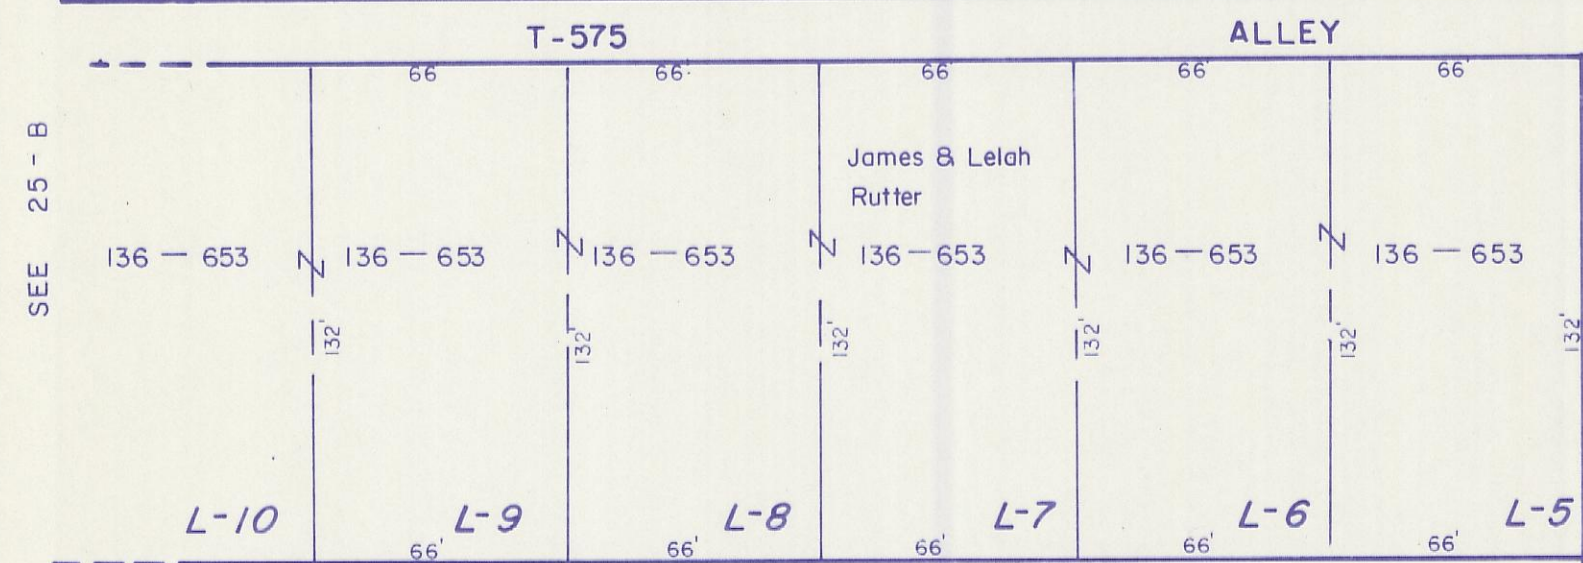 T-575 ALLEY
66' 66' 66' 66' 66'
SEE 25-B
James & Lelah
Rutter
136 — 653 136 — 653 136 — 653 136 — 653 136 — 653 136 — 653
132' 132' 132' 132' 132' 132'
L-10 L-9 L-8 L-7 L-6 L-5
66' 66' 66' 66' 66'